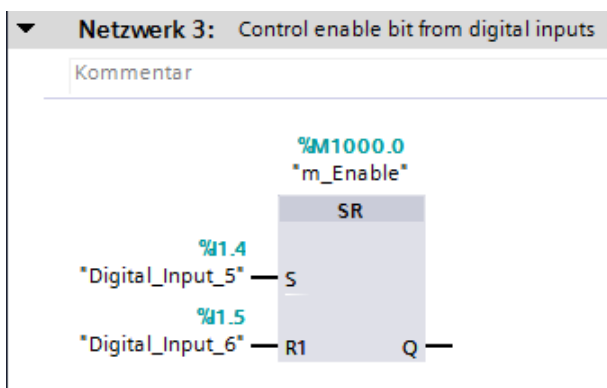 Netzwerk 3: Control enable bit from digital inputs
Kommentar
%M1000.0
"m_Enable"
SR
%I1.4
"Digital_Input_5" S
%I1.5
"Digital_Input_6" R1 Q